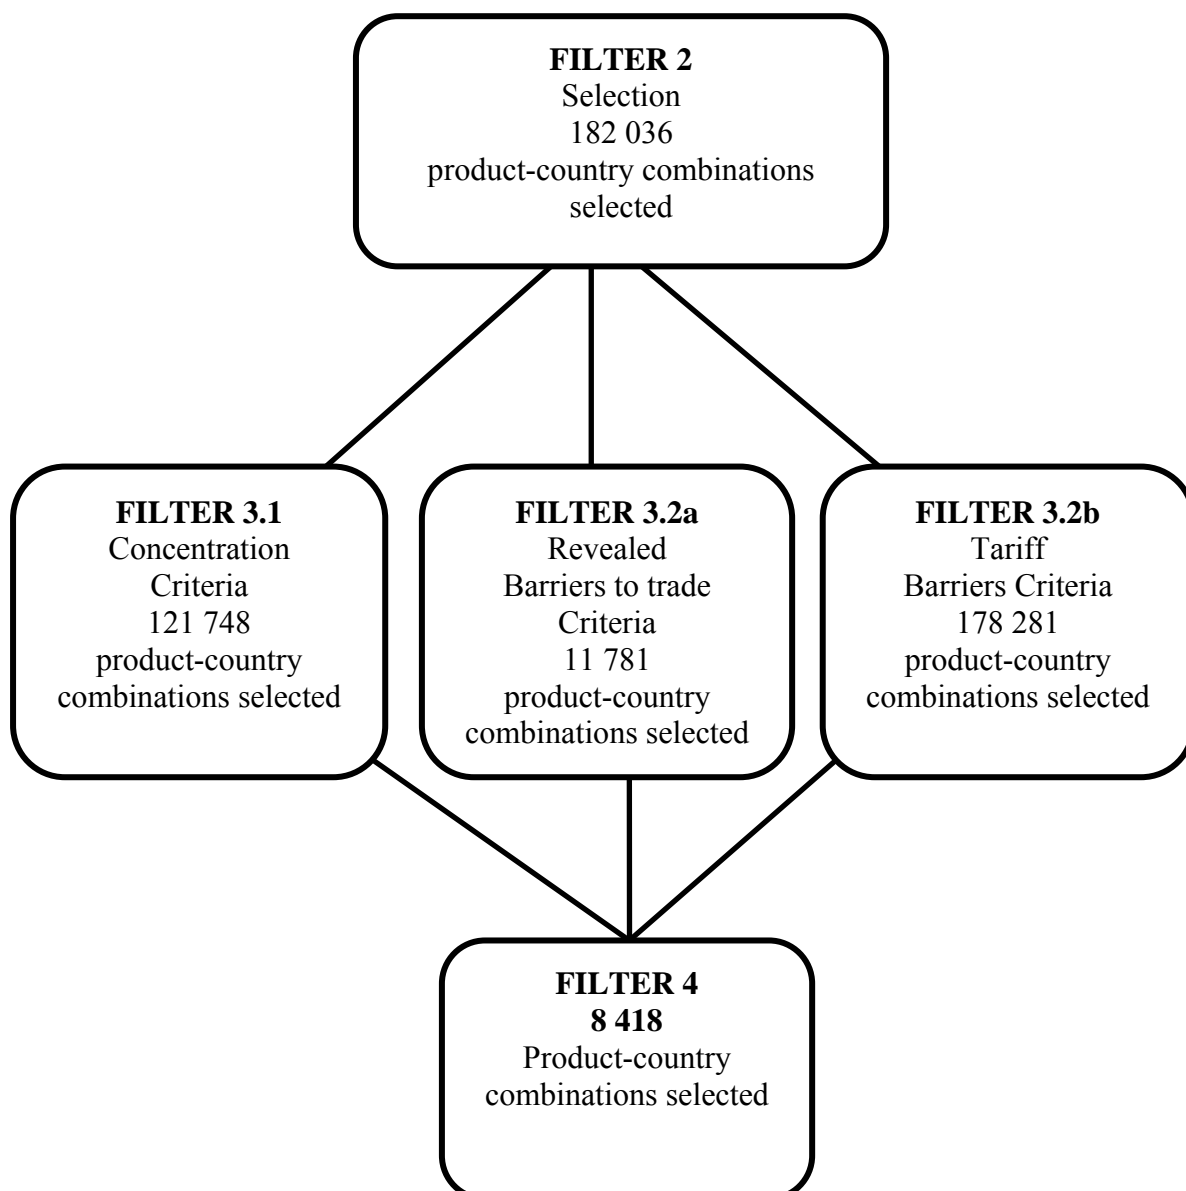 FILTER 2
Selection
182 036
product-country combinations
selected
FILTER 3.1
Concentration
Criteria
121 748
product-country
combinations selected
FILTER 3.2a
Revealed
Barriers to trade
Criteria
11 781
product-country
combinations selected
FILTER 3.2b
Tariff
Barriers Criteria
178 281
product-country
combinations selected
FILTER 4
8 418
Product-country
combinations selected